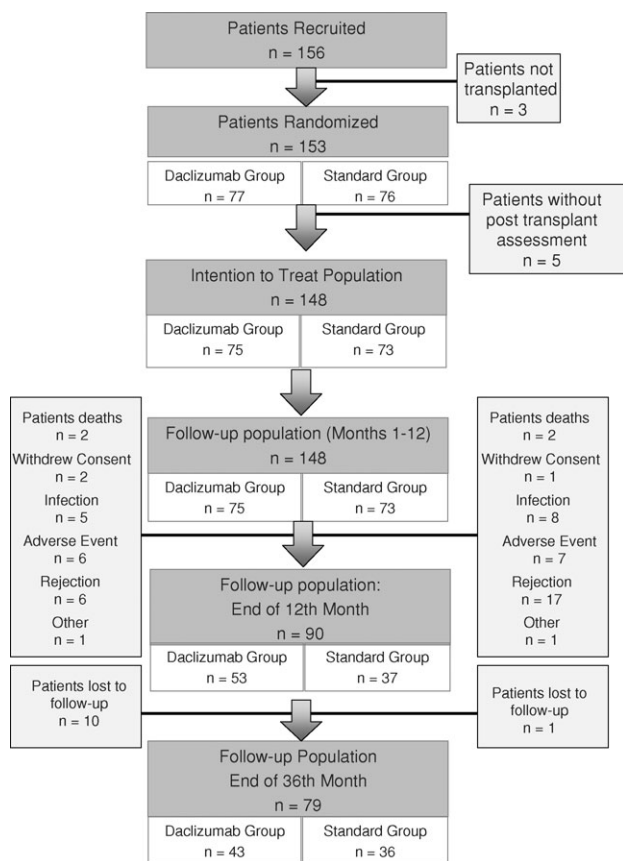 Patients Recruited
n = 156
Patients not
transplanted
n = 3
Patients Randomized
n = 153
Daclizumab Group
n = 77
Standard Group
n = 76
Patients without
post transplant
assessment
n = 5
Intention to Treat Population
n = 148
Daclizumab Group
n = 75
Standard Group
n = 73
Follow-up population (Months 1-12)
n = 148
Daclizumab Group
n = 75
Standard Group
n = 73
Patients deaths
n = 2
Withdrew Consent
n = 2
Infection
n = 5
Adverse Event
n = 6
Rejection
n = 6
Other
n = 1
Patients deaths
n = 2
Withdrew Consent
n = 1
Infection
n = 8
Adverse Event
n = 7
Rejection
n = 17
Other
n = 1
Follow-up population:
End of 12th Month
n = 90
Daclizumab Group
n = 53
Standard Group
n = 37
Patients lost to
follow-up
n = 10
Patients lost to
follow-up
n = 1
Follow-up Population
End of 36th Month
n = 79
Daclizumab Group
n = 43
Standard Group
n = 36